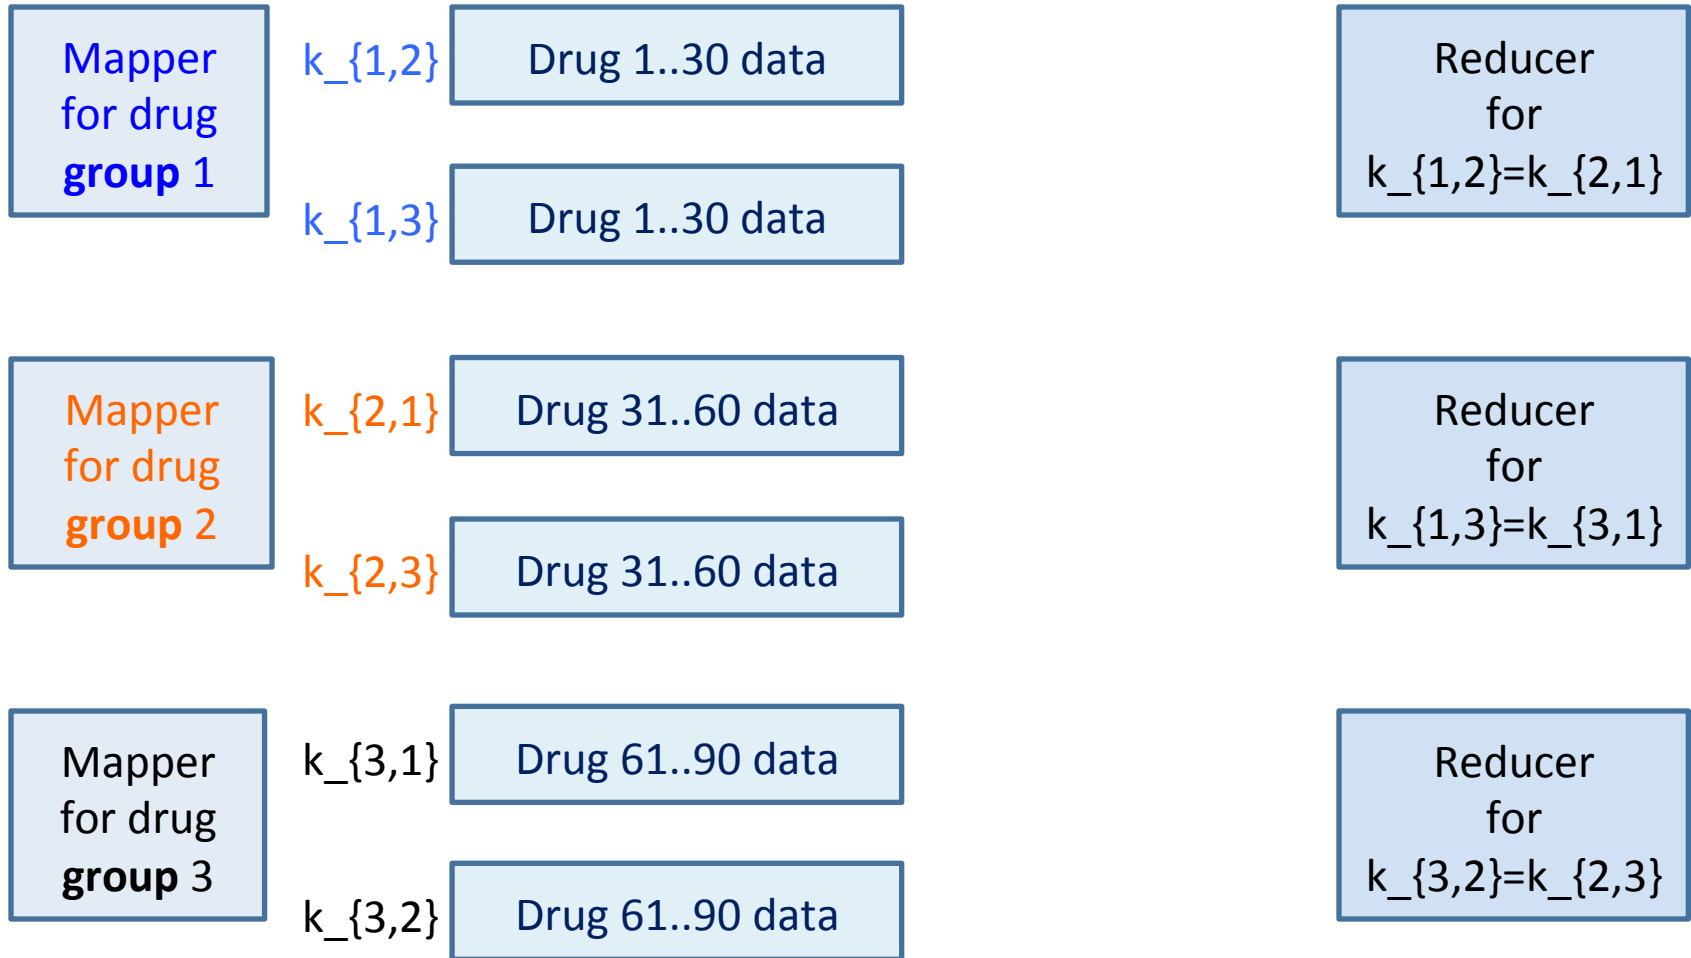 Mapper
for drug
group 1
k_{1,2}
Drug 1..30 data
k_{1,3}
Drug 1..30 data
Reducer
for
k_{1,2}=k_{2,1}
Mapper
for drug
group 2
k_{2,1}
Drug 31..60 data
k_{2,3}
Drug 31..60 data
Reducer
for
k_{1,3}=k_{3,1}
Mapper
for drug
group 3
k_{3,1}
Drug 61..90 data
k_{3,2}
Drug 61..90 data
Reducer
for
k_{3,2}=k_{2,3}